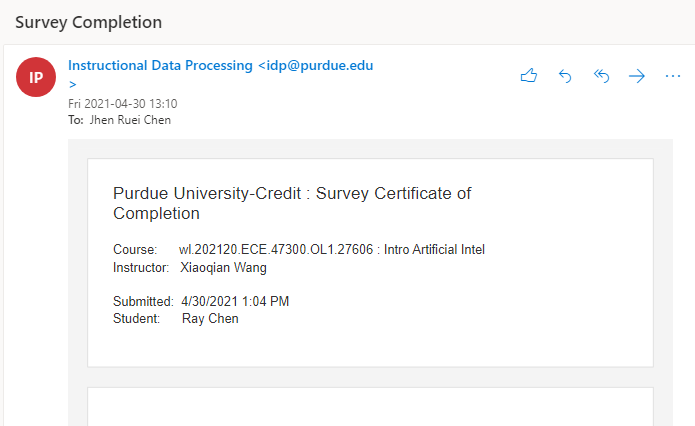 Survey Completion
IP
Instructional Data Processing <idp@purdue.edu
>
Fri 2021-04-30 13:10
To: Jhen Ruei Chen
Purdue University-Credit : Survey Certificate of
Completion
Course: wl.202120.ECE.47300.OL1.27606 : Intro Artificial Intel
Instructor: Xiaoqian Wang
Submitted: 4/30/2021 1:04 PM
Student: Ray Chen